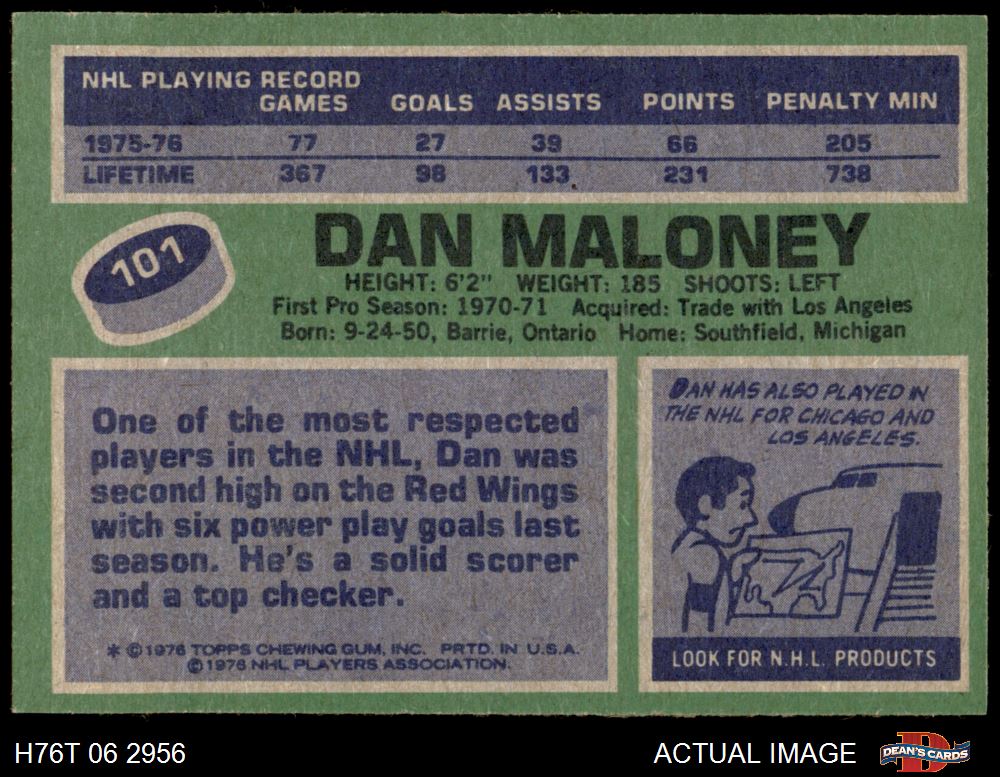 NHL PLAYING RECORD
GAMES GOALS ASSISTS POINTS PENALTY MIN
1975-76 77 27 39 66 205
LIFETIME 367 98 133 231 738
101
DAN MALONEY
HEIGHT: 6'2" WEIGHT: 185 SHOOTS: LEFT
First Pro Season: 1970-71 Acquired: Trade with Los Angeles
Born: 9-24-50, Barrie, Ontario Home: Southfield, Michigan
One of the most respected
players in the NHL, Dan was
second high on the Red Wings
with six power play goals last
season. He's a solid scorer
and a top checker.
* © 1976 TOPPS CHEWING GUM, INC. PRTD. IN U.S.A.
© 1976 NHL PLAYERS ASSOCIATION.
DAN HAS ALSO PLAYED IN
THE NHL FOR CHICAGO AND
LOS ANGELES.
LOOK FOR N.H.L. PRODUCTS
H76T 06 2956
ACTUAL IMAGE
D
DEAN'S CARDS